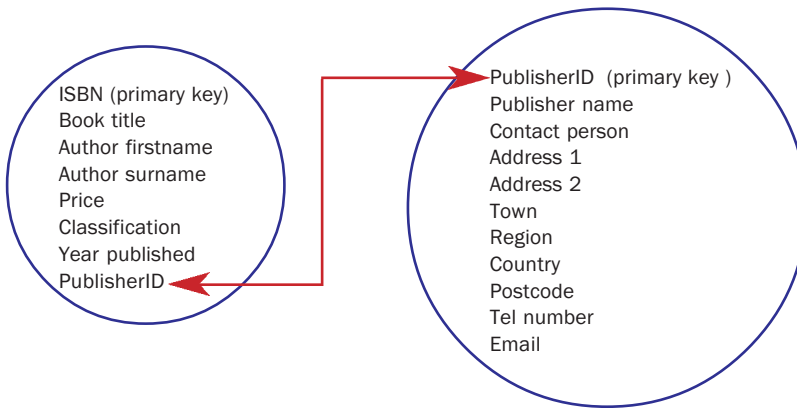 ISBN (primary key)
Book title
Author firstname
Author surname
Price
Classification
Year published
PublisherID
PublisherID (primary key )
Publisher name
Contact person
Address 1
Address 2
Town
Region
Country
Postcode
Tel number
Email